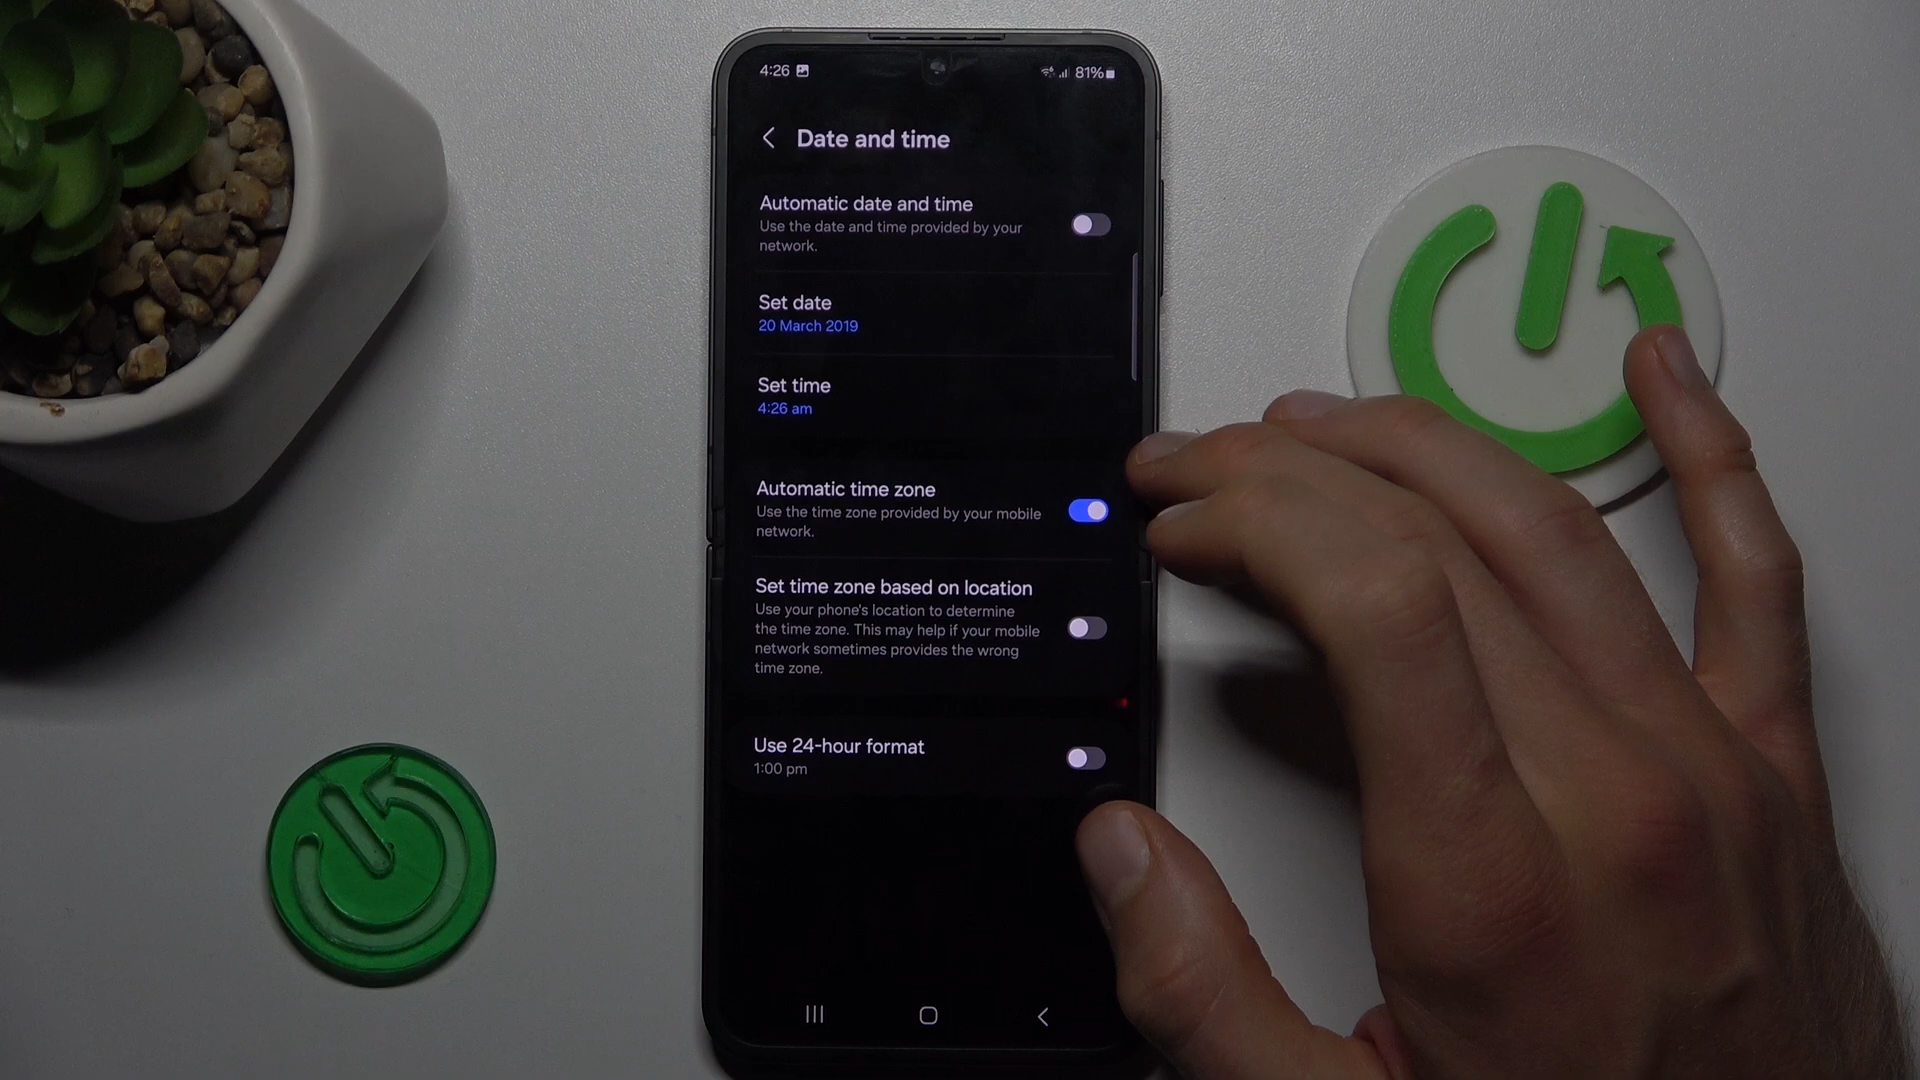 4:26
81%
Date and time
Automatic date and time
Use the date and time provided by your
network.
Set date
20 March 2019
Set time
4:26 am
Automatic time zone
Use the time zone provided by your mobile
network.
Set time zone based on location
Use your phone's location to determine
the time zone. This may help if your mobile
network sometimes provides the wrong
time zone.
Use 24-hour format
1:00 pm